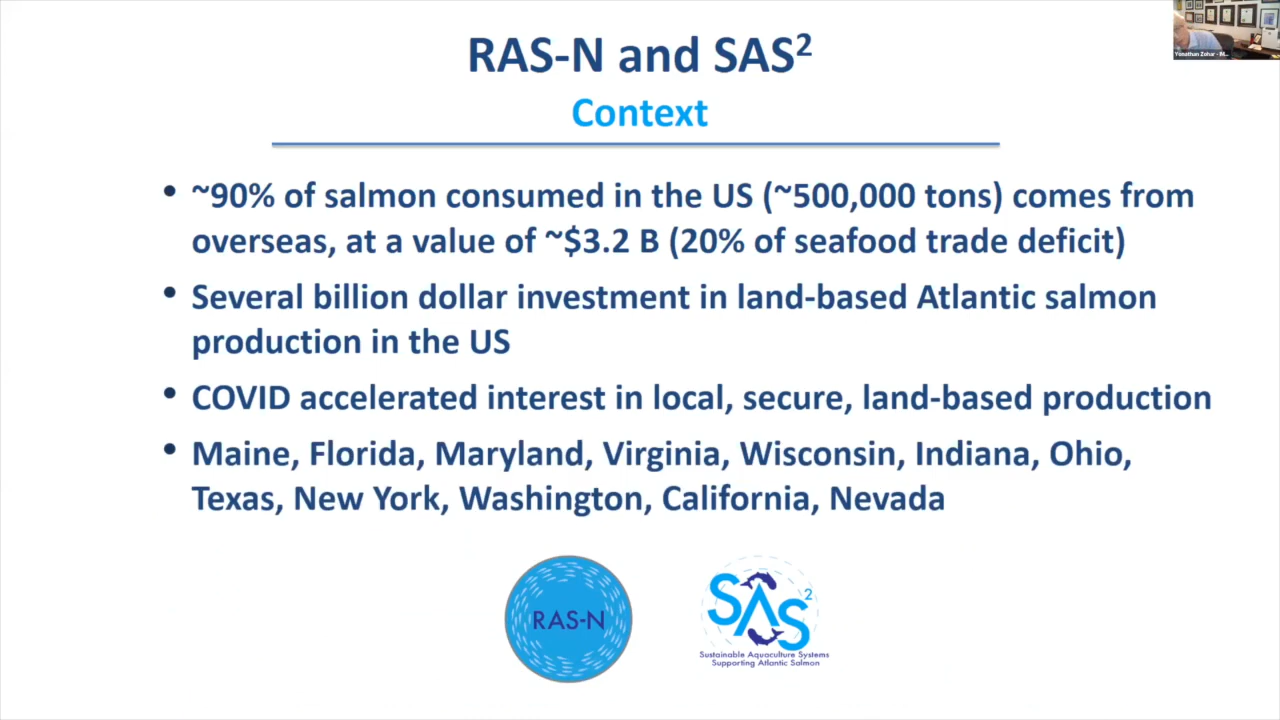 RAS-N and SAS²
Context
• ~90% of salmon consumed in the US (~500,000 tons) comes from
overseas, at a value of ~$3.2 B (20% of seafood trade deficit)
• Several billion dollar investment in land-based Atlantic salmon
production in the US
• COVID accelerated interest in local, secure, land-based production
• Maine, Florida, Maryland, Virginia, Wisconsin, Indiana, Ohio,
Texas, New York, Washington, California, Nevada
RAS-N
SAS²
Sustainable Aquaculture Systems
Supporting Atlantic Salmon
Yonathan Zohar - M...